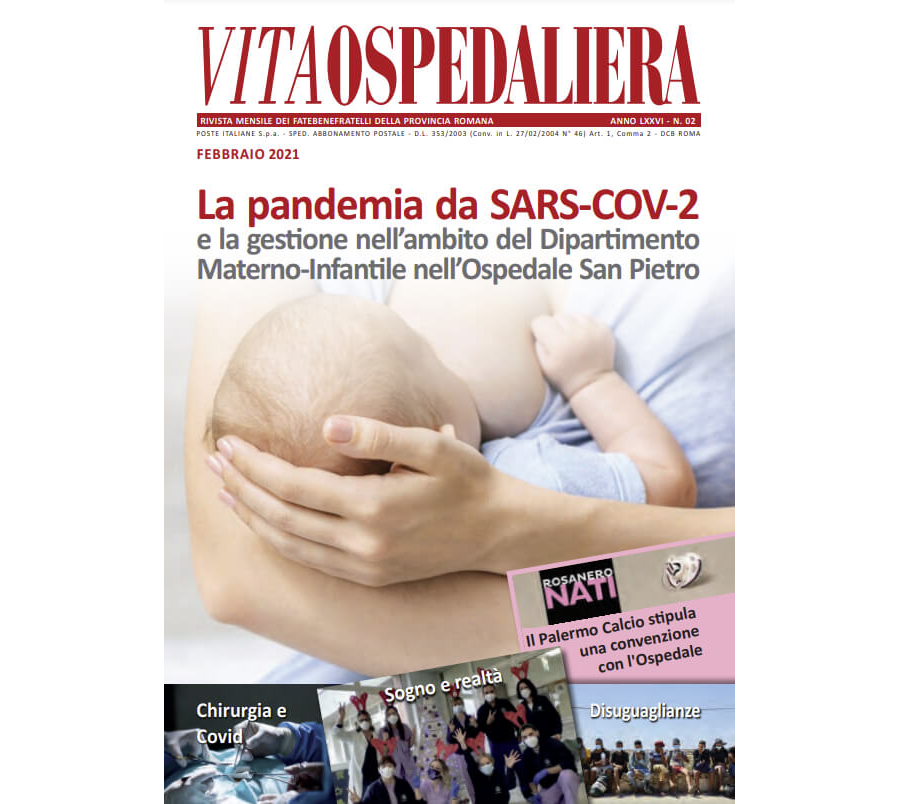 VITAOSPEDALIERA
RIVISTA MENSILE DEI FATEBENEFRATELLI DELLA PROVINCIA ROMANA ANNO LXXVI - N. 02
POSTE ITALIANE S.p.a. - SPED. ABBONAMENTO POSTALE - D.L. 353/2003 (Conv. in L. 27/02/2004 N° 46) Art. 1, Comma 2 - DCB ROMA
FEBBRAIO 2021
La pandemia da SARS-COV-2
e la gestione nell'ambito del Dipartimento
Materno-Infantile nell'Ospedale San Pietro
ROSANERO
NATI
Il Palermo Calcio stipula
una convenzione
con l'Ospedale
Sogno e realtà
Chirurgia e
Covid
Disuguaglianze